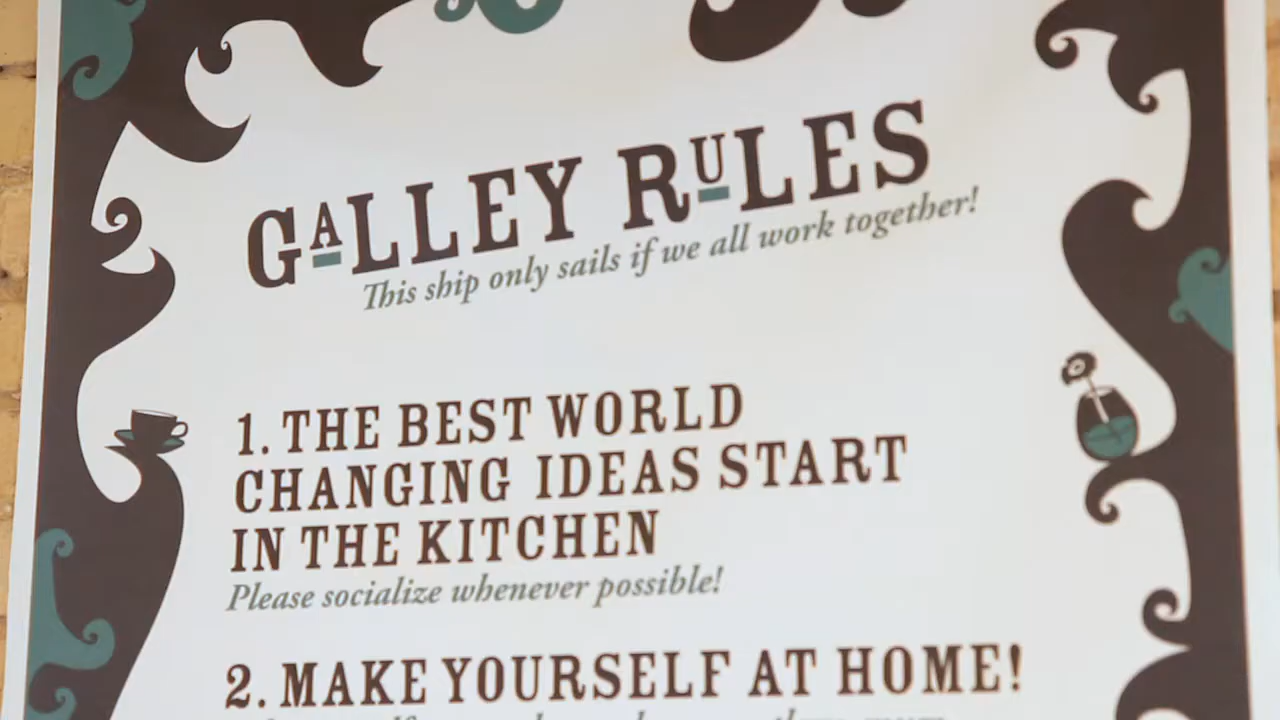 GALLEY RULES
This ship only sails if we all work together!
1. THE BEST WORLD
CHANGING IDEAS START
IN THE KITCHEN
Please socialize whenever possible!
2. MAKE YOURSELF AT HOME!